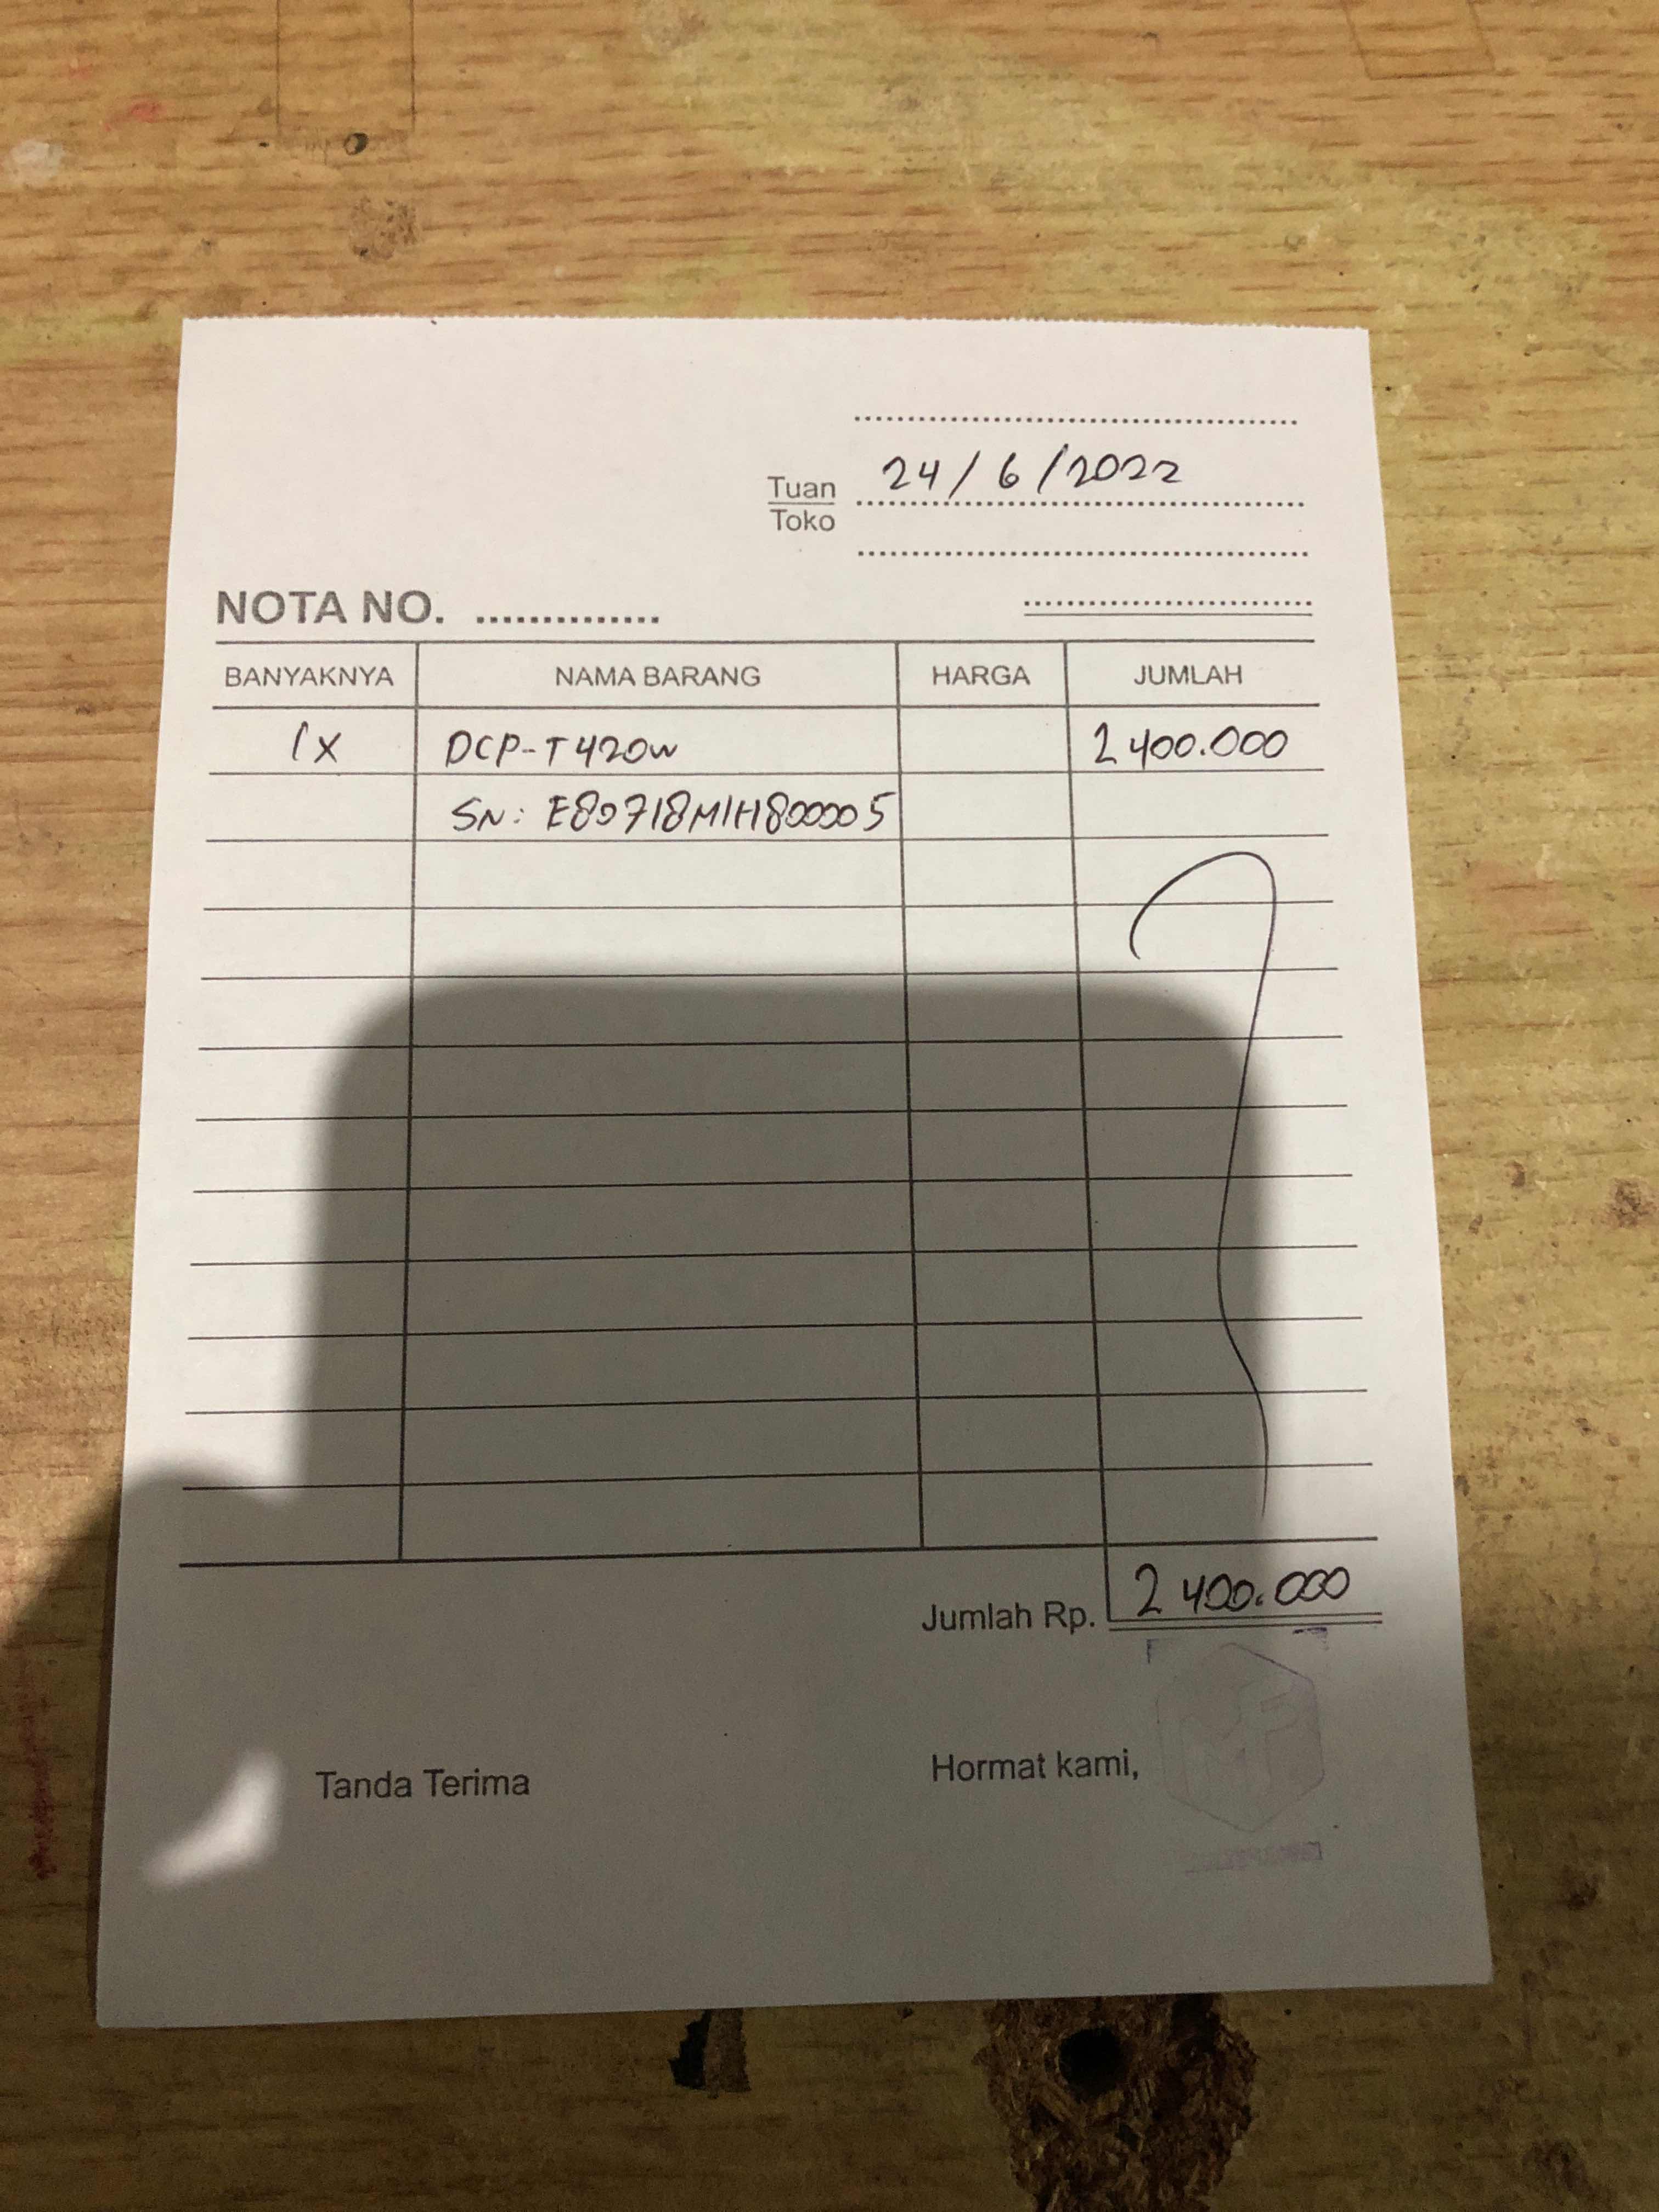 24/6/2022
Tuan
Toko
NOTA NO. ..............
BANYAKNYA NAMA BARANG HARGA JUMLAH
1x DCP-T420W 2 400.000
SN: E80718M1H800005
Jumlah Rp. 2 400.000
Tanda Terima Hormat kami,